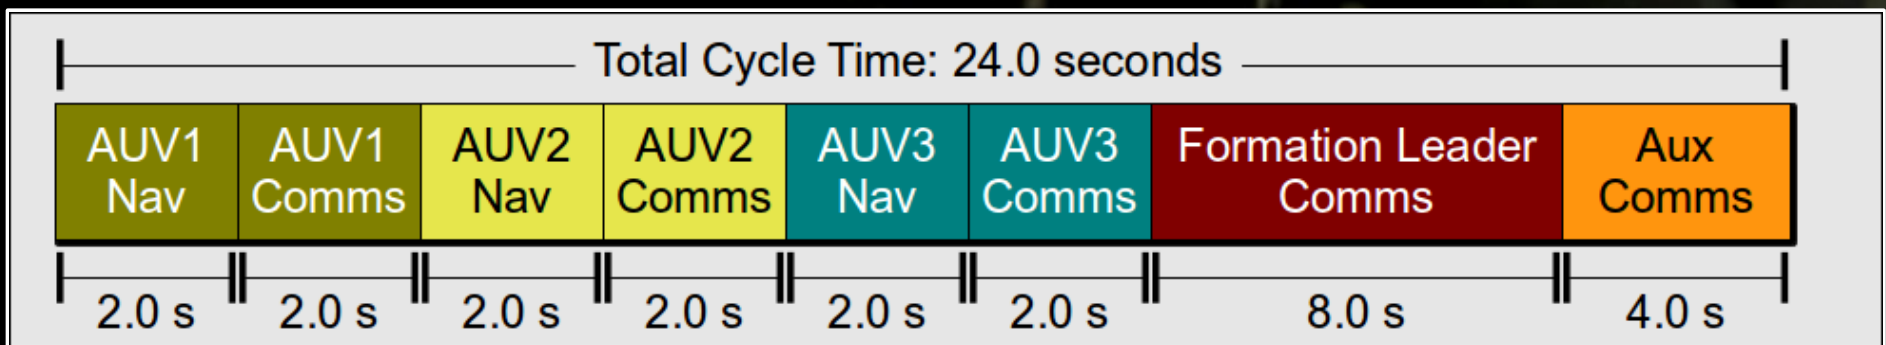 Total Cycle Time: 24.0 seconds
AUV1 Nav
AUV1 Comms
AUV2 Nav
AUV2 Comms
AUV3 Nav
AUV3 Comms
Formation Leader Comms
Aux Comms
2.0 s
2.0 s
2.0 s
2.0 s
2.0 s
2.0 s
8.0 s
4.0 s